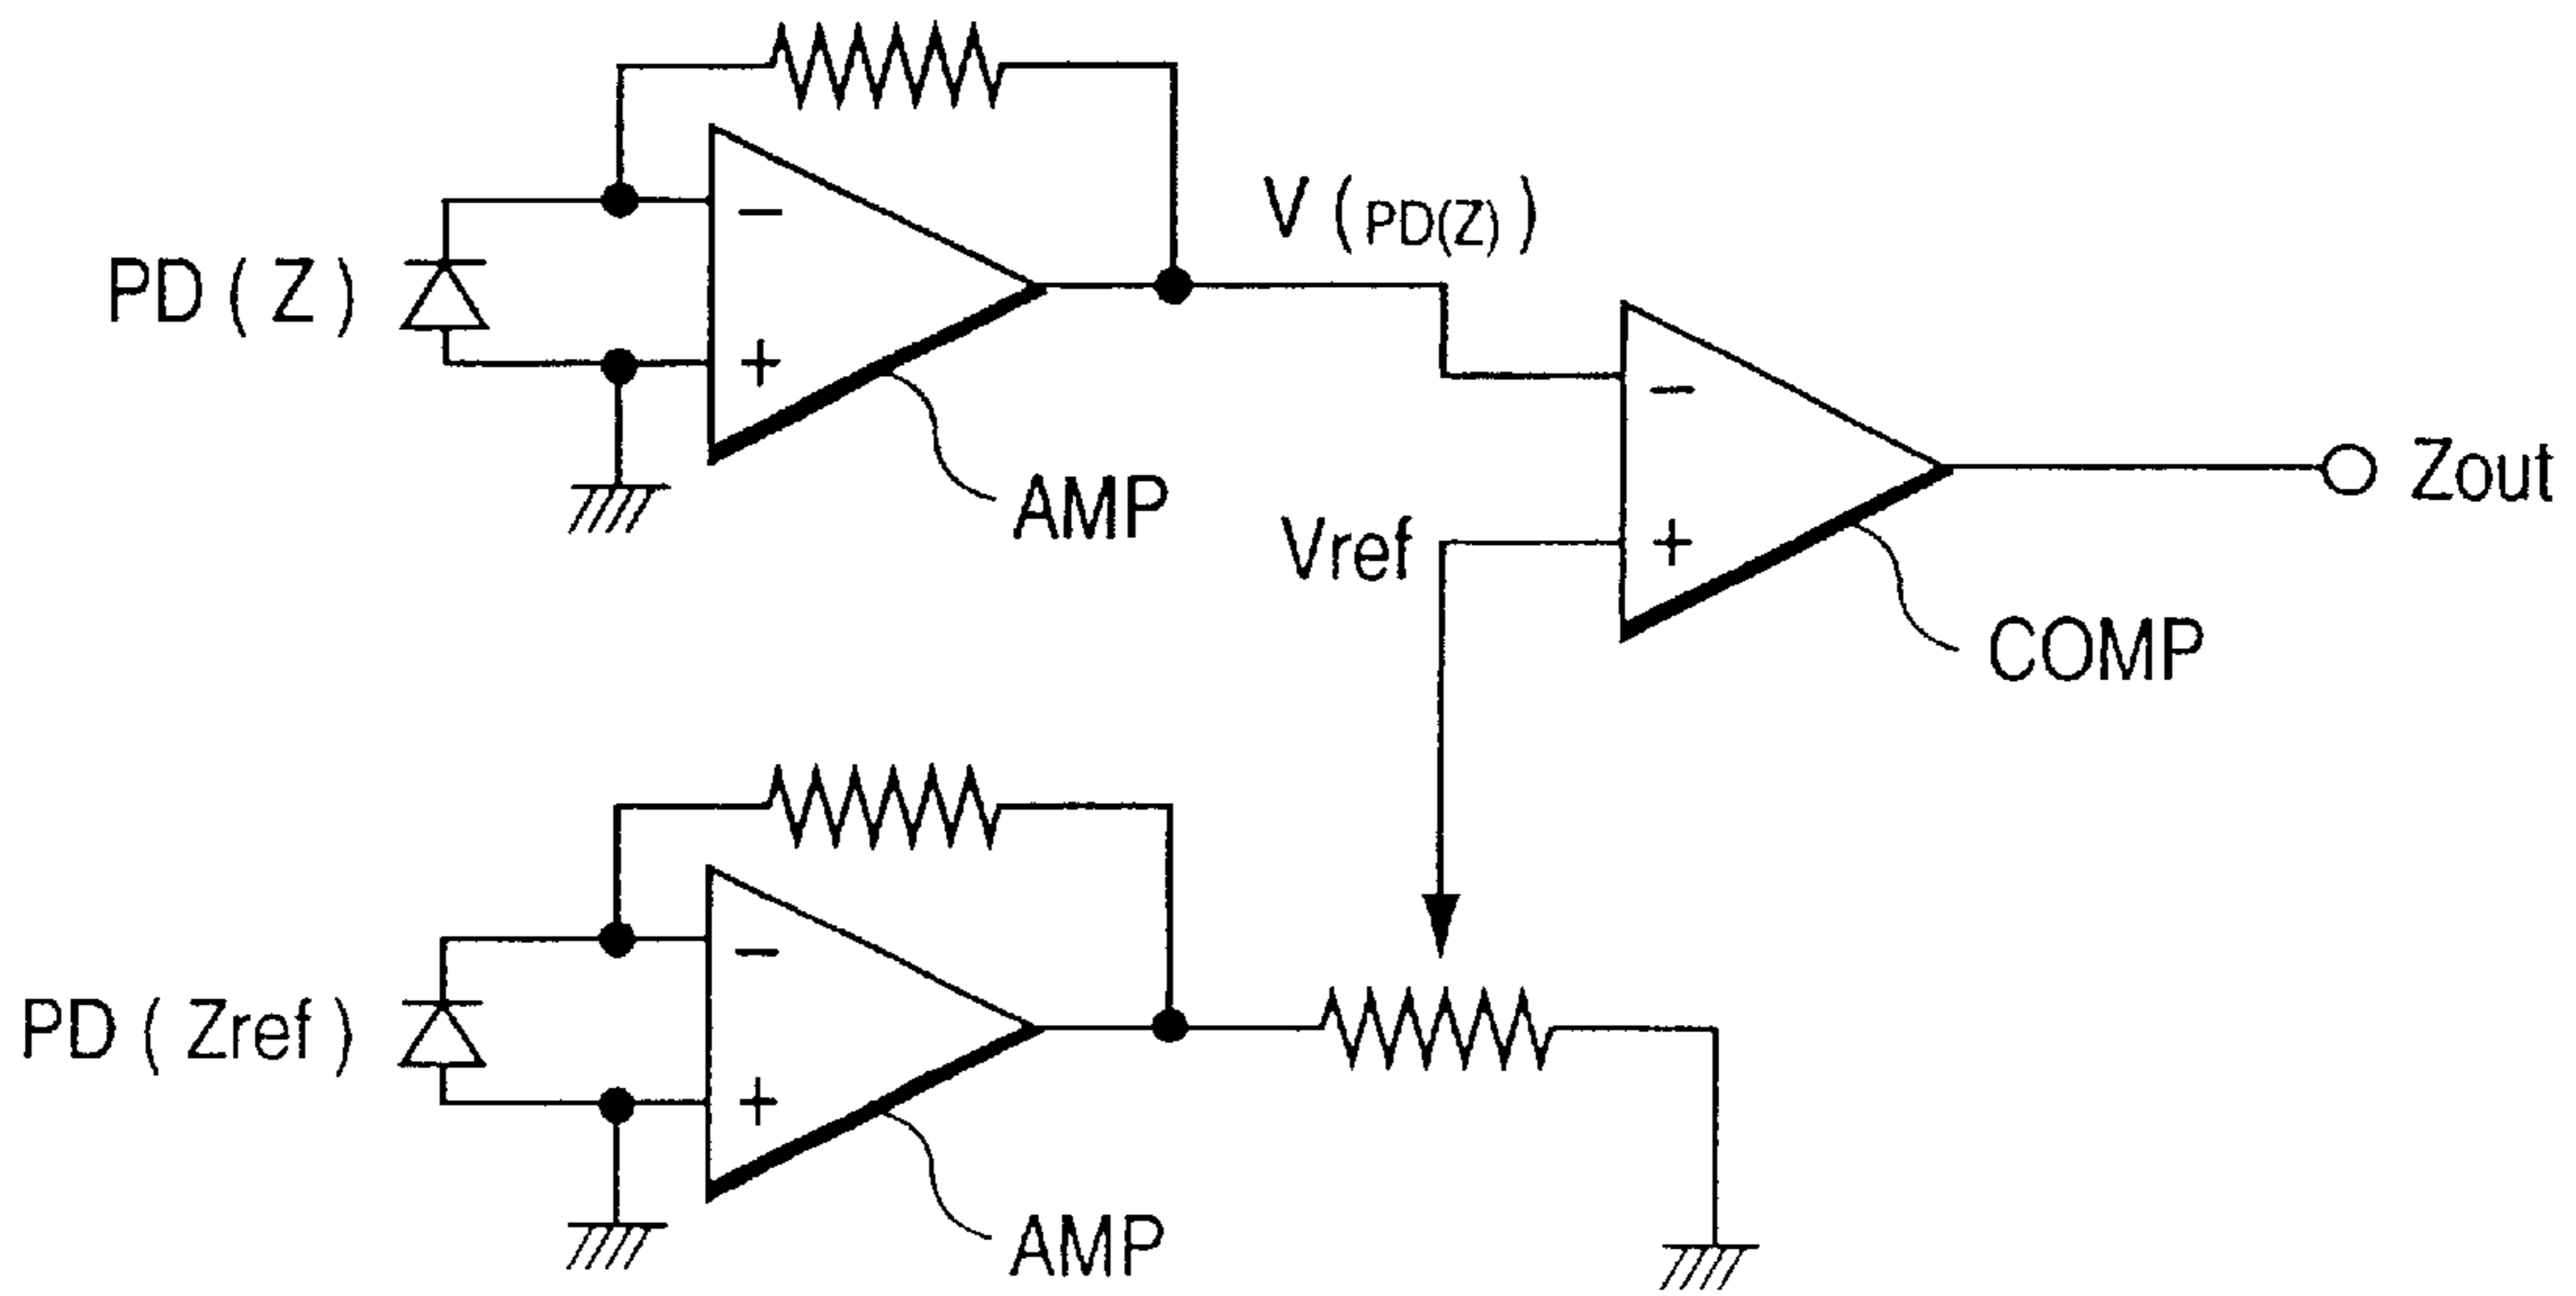 V (PD(Z))
PD ( Z )
−
+
AMP
−
+
Zout
Vref
COMP
PD ( Zref )
−
+
AMP